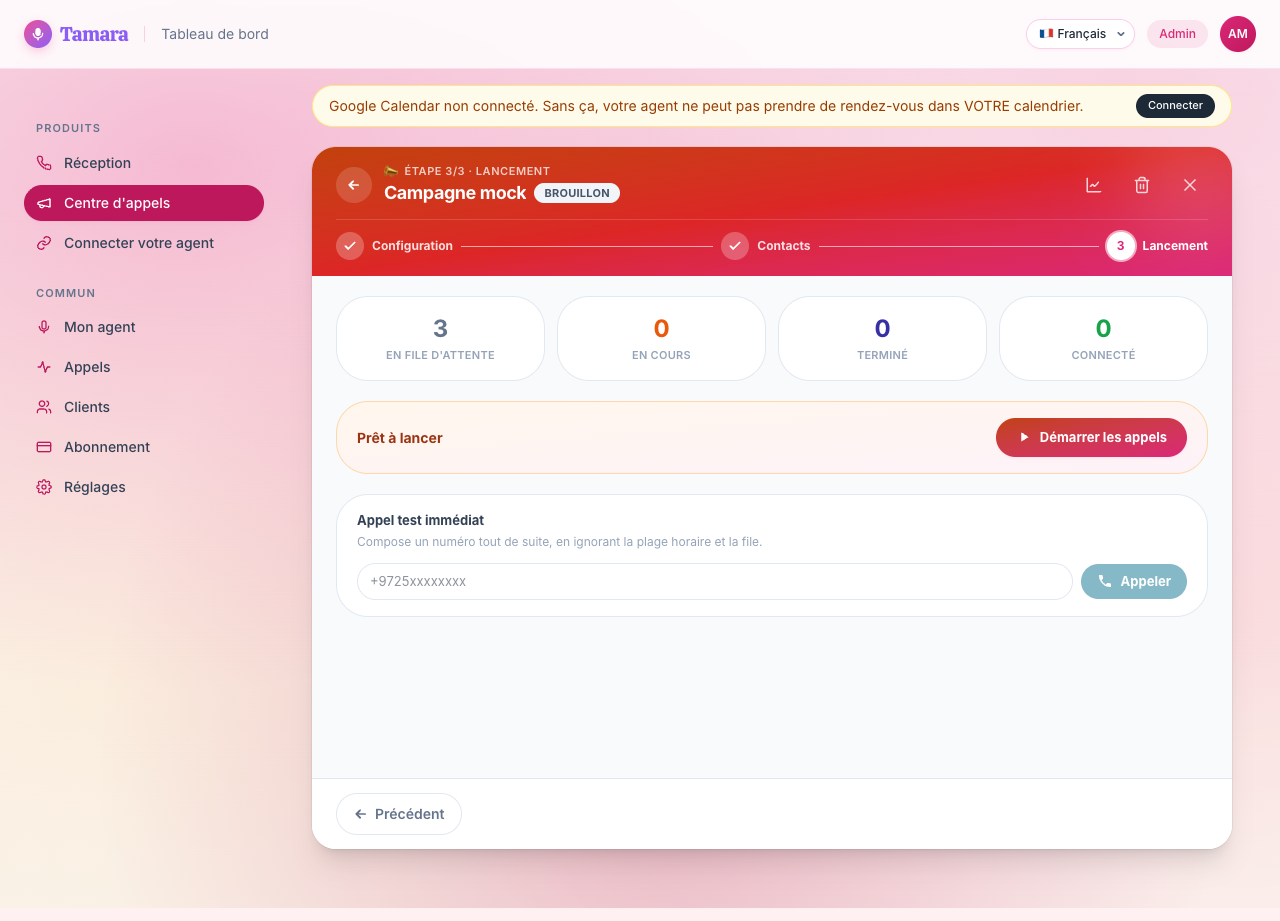 Tamara
Tableau de bord
Français
Admin
AM
PRODUITS
Réception
Centre d'appels
Connecter votre agent
COMMUN
Mon agent
Appels
Clients
Abonnement
Réglages
Google Calendar non connecté. Sans ça, votre agent ne peut pas prendre de rendez-vous dans VOTRE calendrier.
Connecter
ÉTAPE 3/3 · LANCEMENT
Campagne mock
BROUILLON
Configuration
Contacts
3
Lancement
3
EN FILE D'ATTENTE
0
EN COURS
0
TERMINÉ
0
CONNECTÉ
Prêt à lancer
Démarrer les appels
Appel test immédiat
Compose un numéro tout de suite, en ignorant la plage horaire et la file.
+9725xxxxxxxx
Appeler
Précédent